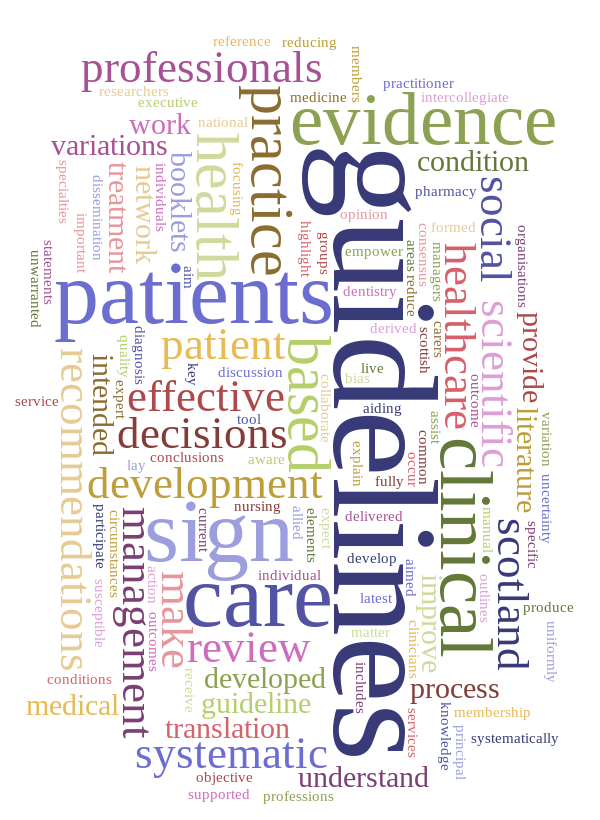 reference
reducing
members
professionals
practitioner
researchers
medicine
intercollegiate
executive
practice
evidence
work
national
variations
health
guidelines
condition
specialties
dissemination
treatment
network
individuals
booklets
focusing
pharmacy
social
opinion
important
highlight
groups
empower
areas
reduce
consensus
managers
formed
healthcare
organisations
statements
unwarranted
aim
patients
dentistry
derived
scottish
carers
scientific
provide
diagnosis
quality
patient
based
key
discussion
live
bias
outcome
recommendations
intended
expert
effective
collaborate
aiding
service
tool
decisions
assist
literature
variation
conclusions
lay
aware
explain
occur
common
clinical
uncertainty
development
fully
nursing
participate
circumstances
management
current
sign
allied
elements
expect
delivered
manual
scotland
specific
develop
action
outcomes
make
individual
aimed
improve
outlines
susceptible
care
latest
produce
matter
clinicians
uniformly
review
conditions
receive
developed
includes
process
medical
guideline
services
knowledge
membership
translation
principal
systematically
systematic
objective
understand
supported
professions